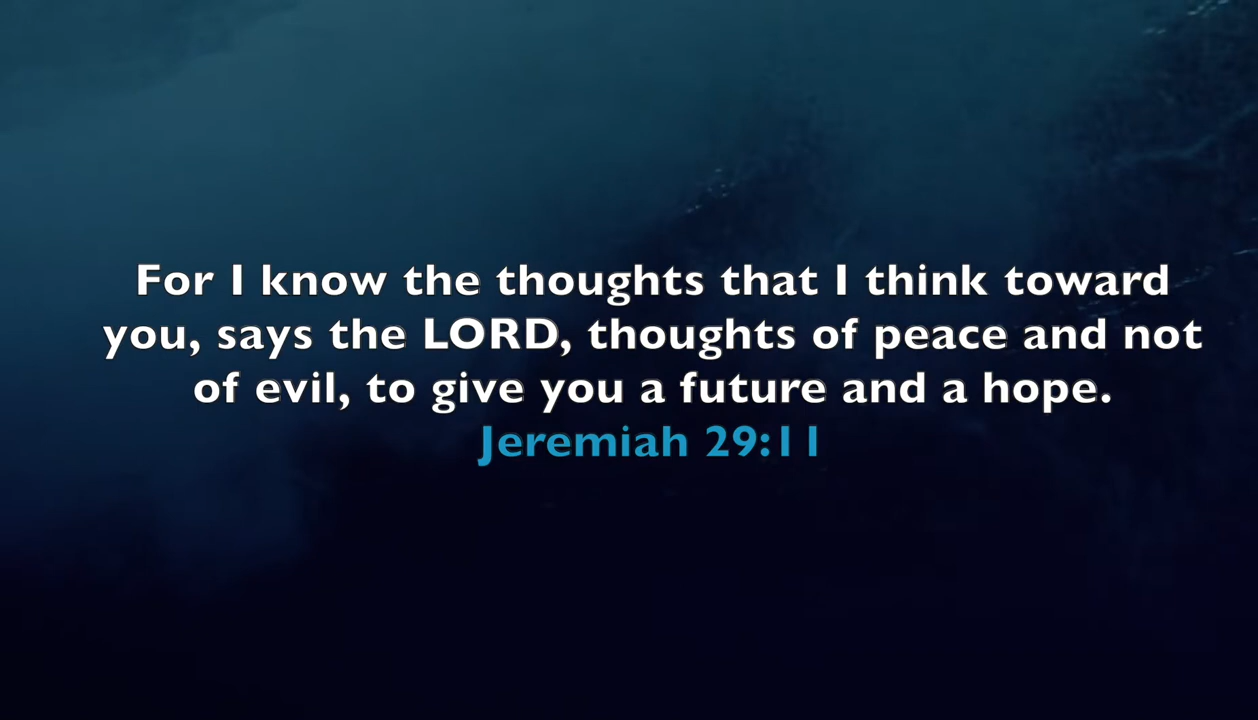 For I know the thoughts that I think toward
you, says the LORD, thoughts of peace and not
of evil, to give you a future and a hope.
Jeremiah 29:11